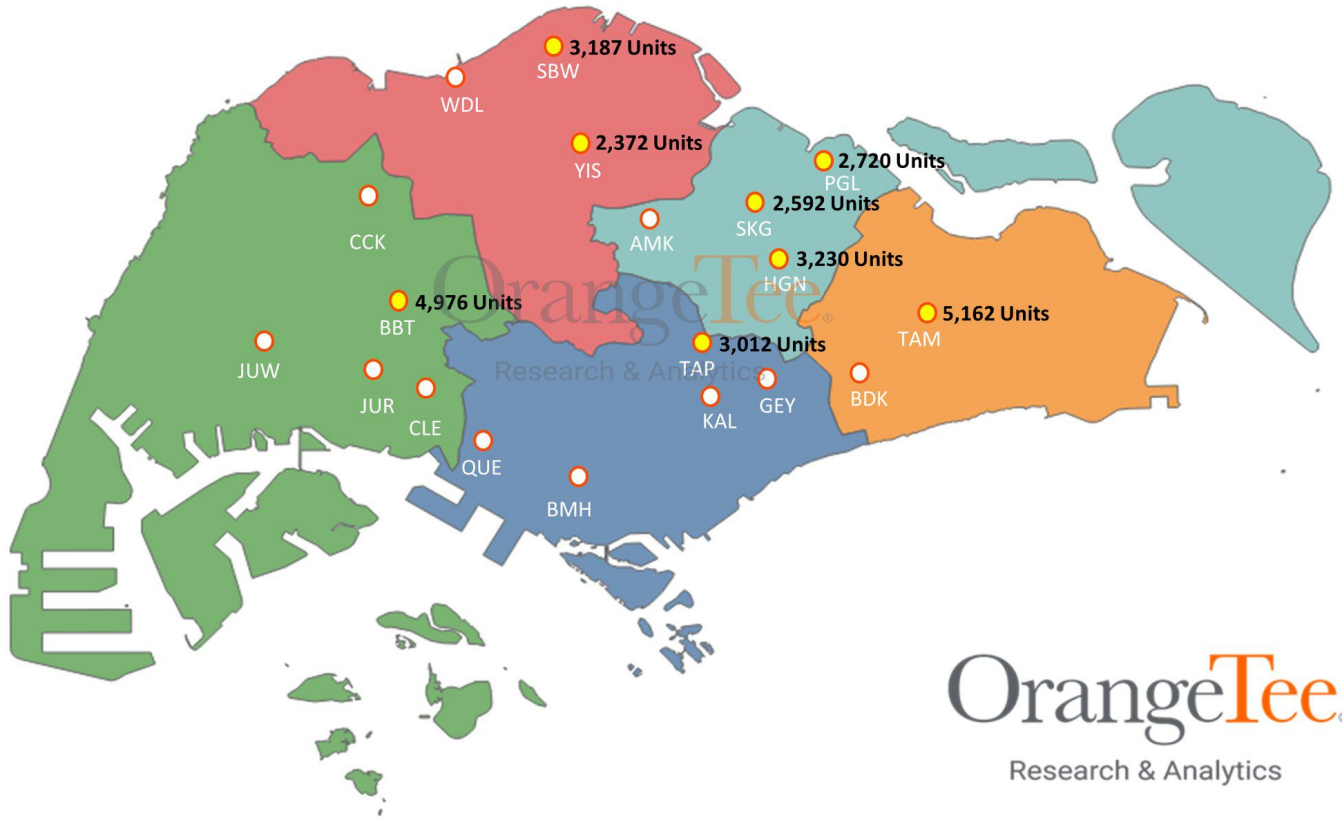 3,187 Units
SBW
WDL
2,372 Units
YIS
2,720 Units
PGL
2,592 Units
SKG
AMK
CCK
3,230 Units
HGN
OrangeTee®
4,976 Units
BBT
5,162 Units
TAM
3,012 Units
TAP
Research & Analytics
JUW
JUR
GEY
BDK
KAL
CLE
QUE
BMH
OrangeTee®
Research & Analytics